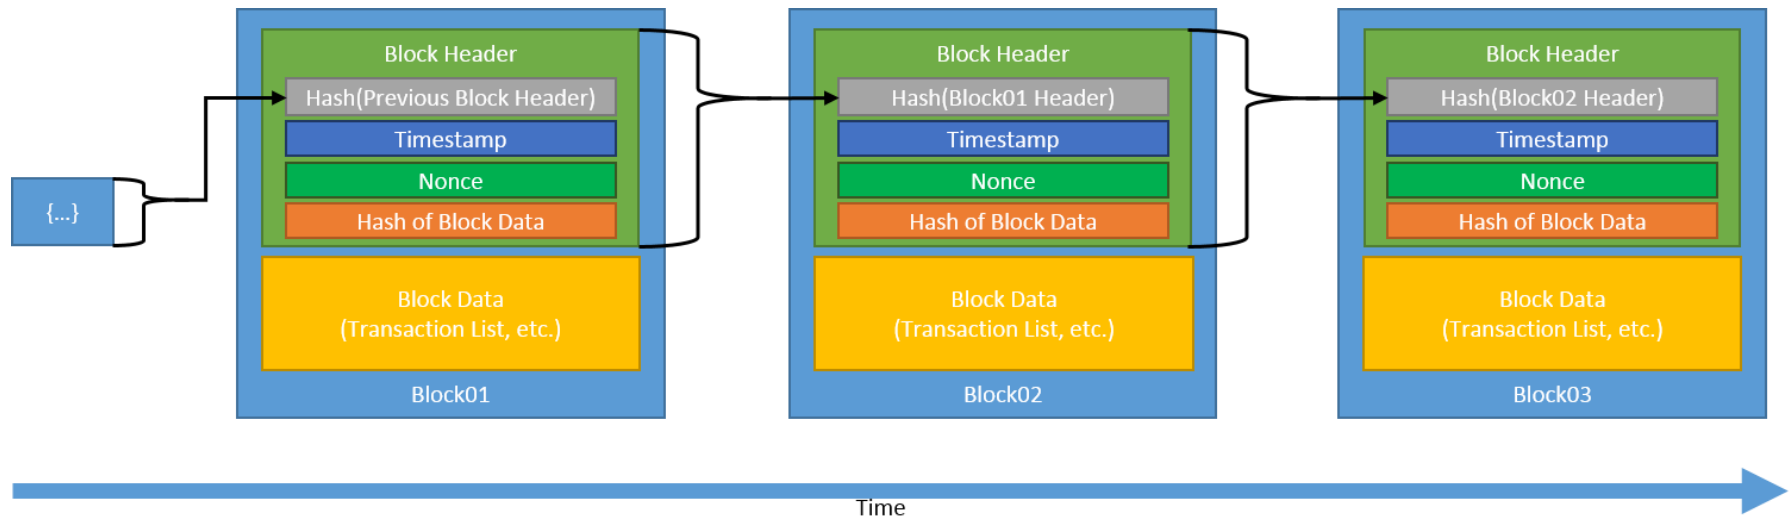 {...}
Block Header
Hash(Previous Block Header)
Timestamp
Nonce
Hash of Block Data
Block Data
(Transaction List, etc.)
Block01
Block Header
Hash(Block01 Header)
Timestamp
Nonce
Hash of Block Data
Block Data
(Transaction List, etc.)
Block02
Block Header
Hash(Block02 Header)
Timestamp
Nonce
Hash of Block Data
Block Data
(Transaction List, etc.)
Block03
Time